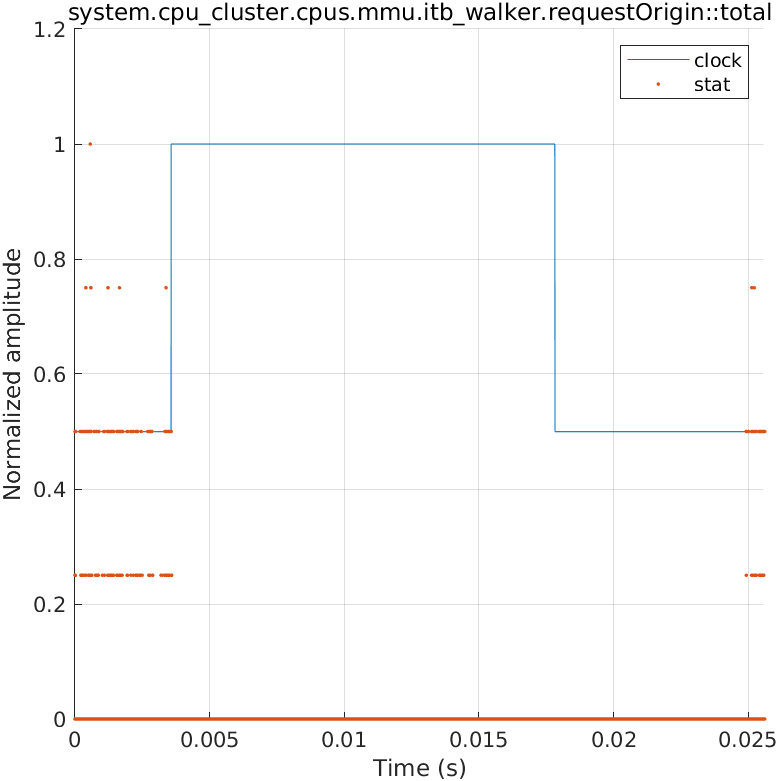 system.cpu_cluster.cpus.mmu.itb_walker.requestOrigin::total
1.2
clock
stat
1
0.8
Normalized amplitude
0.6
0.4
0.2
0
0 0.005 0.01 0.015 0.02 0.025
Time (s)